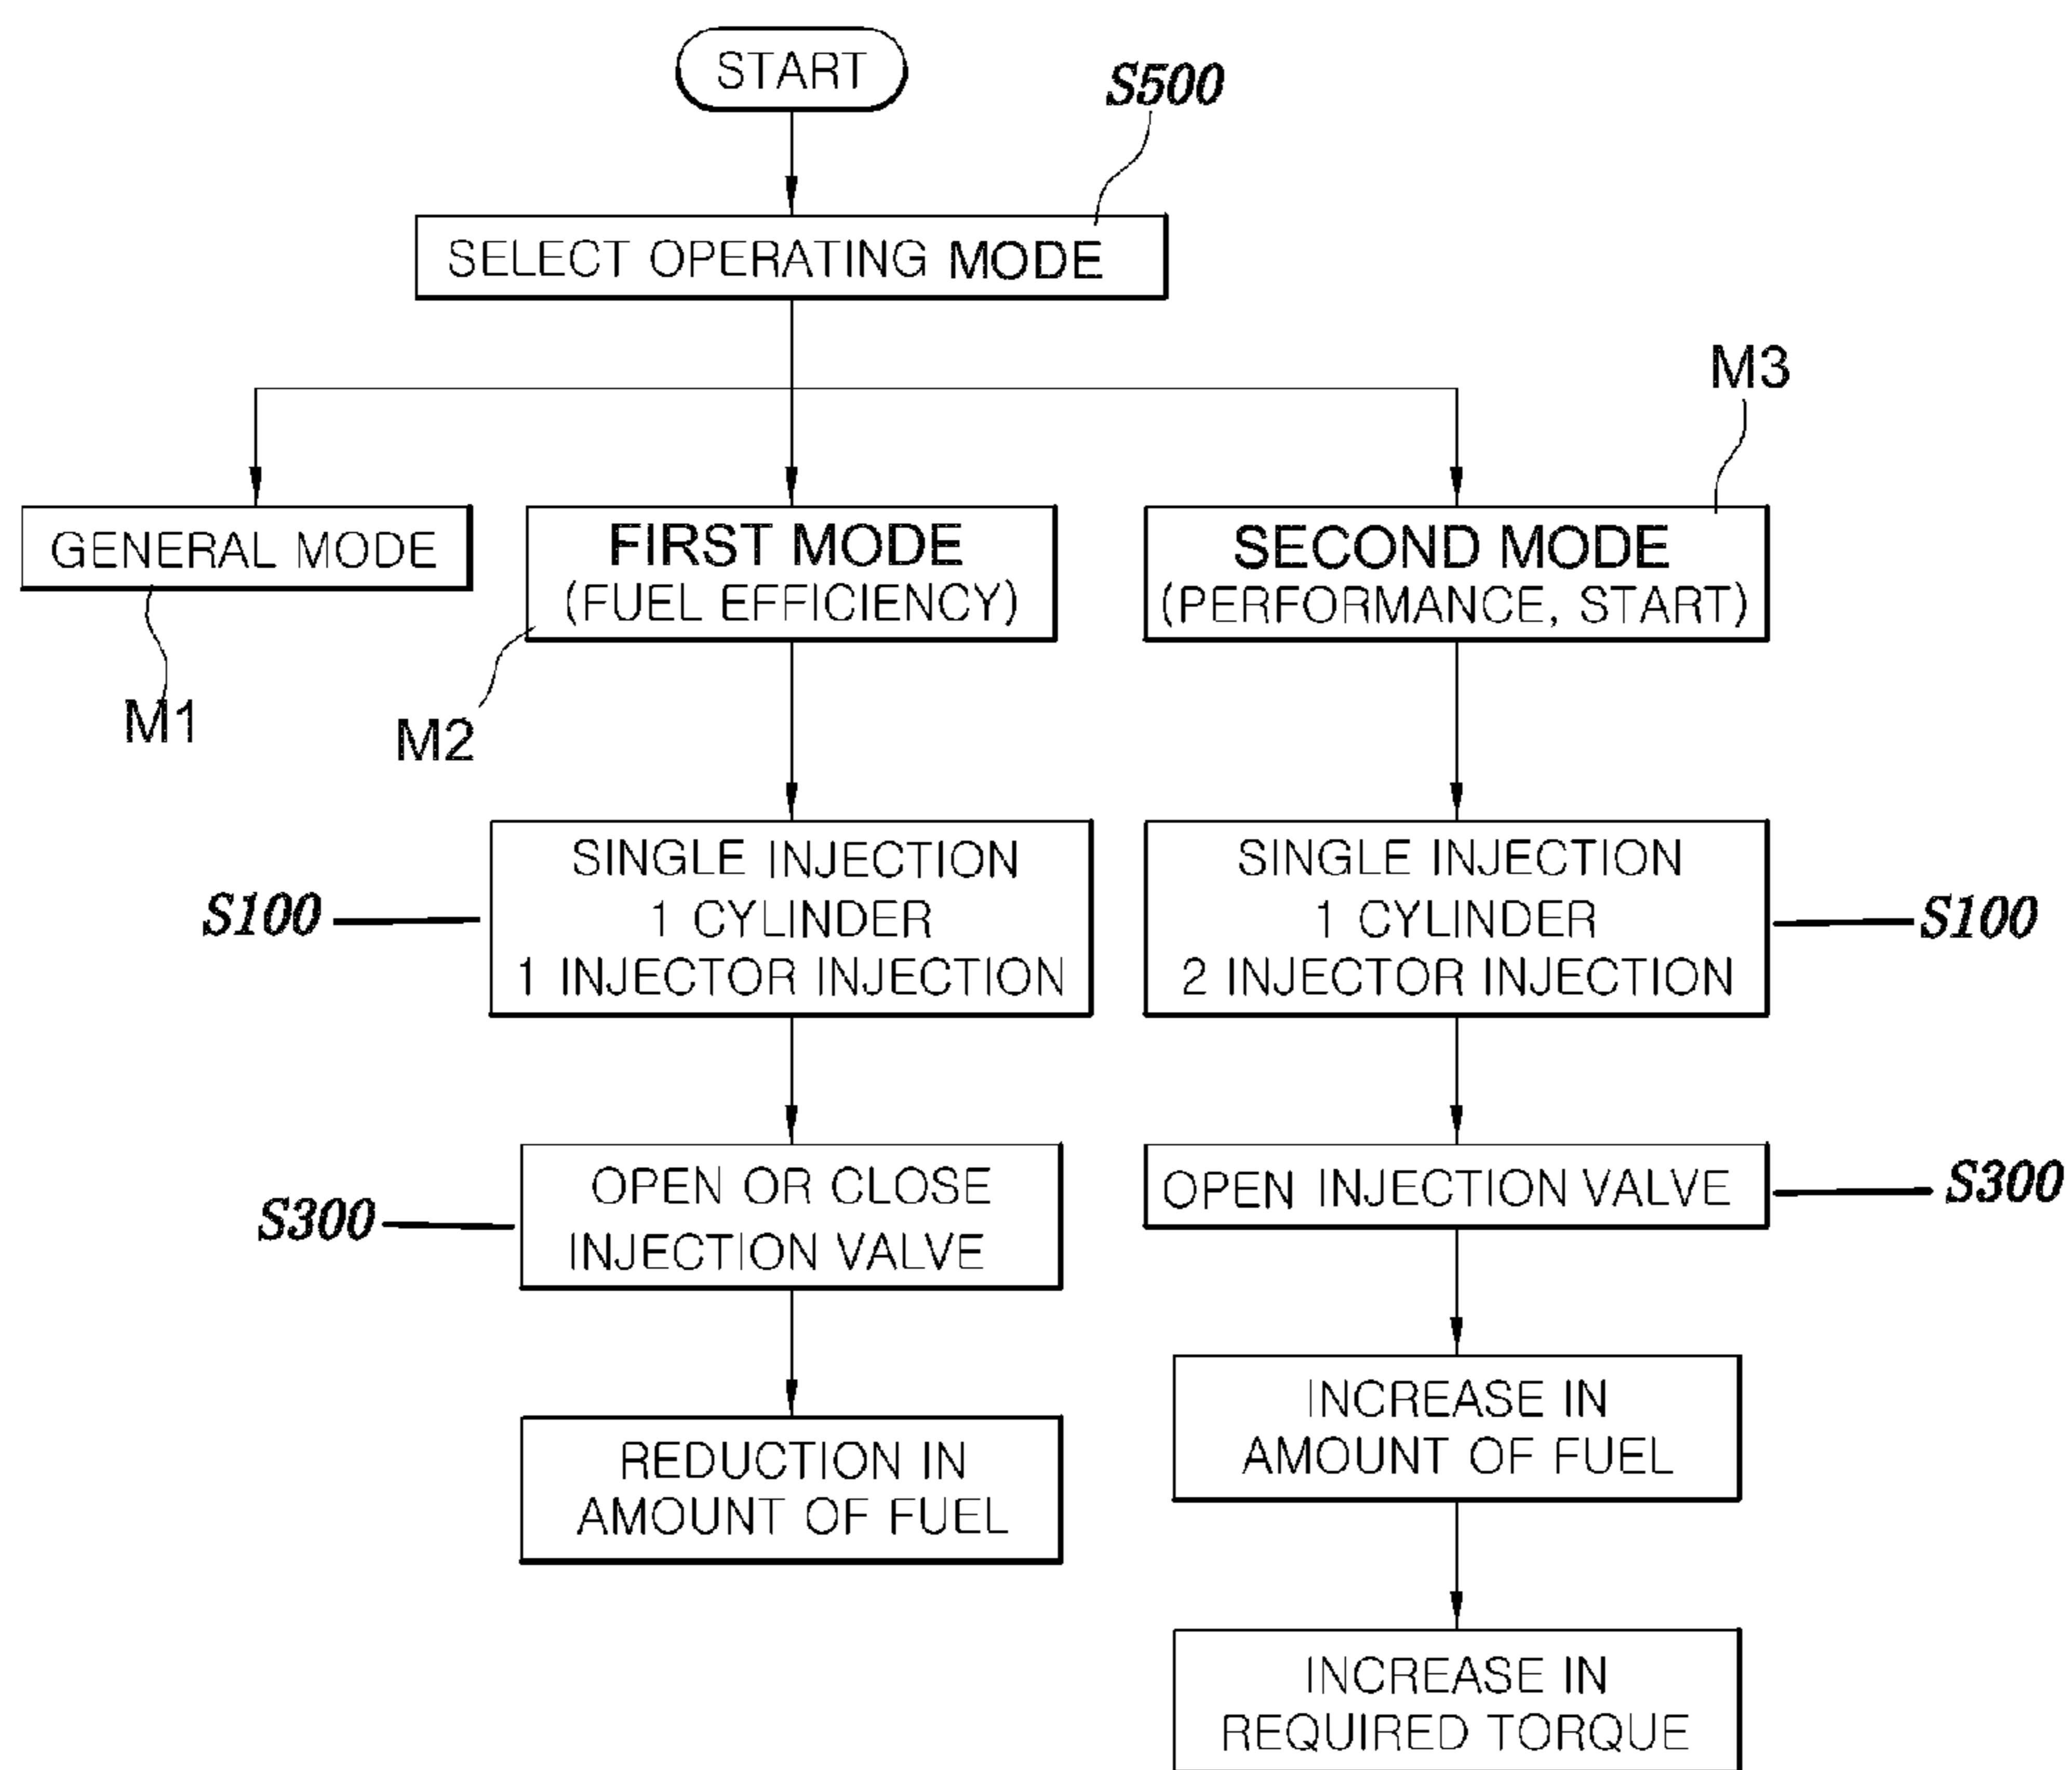 START
S500
SELECT OPERATING MODE
M3
GENERAL MODE
FIRST MODE
(FUEL EFFICIENCY)
SECOND MODE
(PERFORMANCE, START)
M1
M2
S100
SINGLE INJECTION
1 CYLINDER
1 INJECTOR INJECTION
SINGLE INJECTION
1 CYLINDER
2 INJECTOR INJECTION
S100
S300
OPEN OR CLOSE
INJECTION VALVE
OPEN INJECTION VALVE
S300
REDUCTION IN
AMOUNT OF FUEL
INCREASE IN
AMOUNT OF FUEL
INCREASE IN
REQUIRED TORQUE